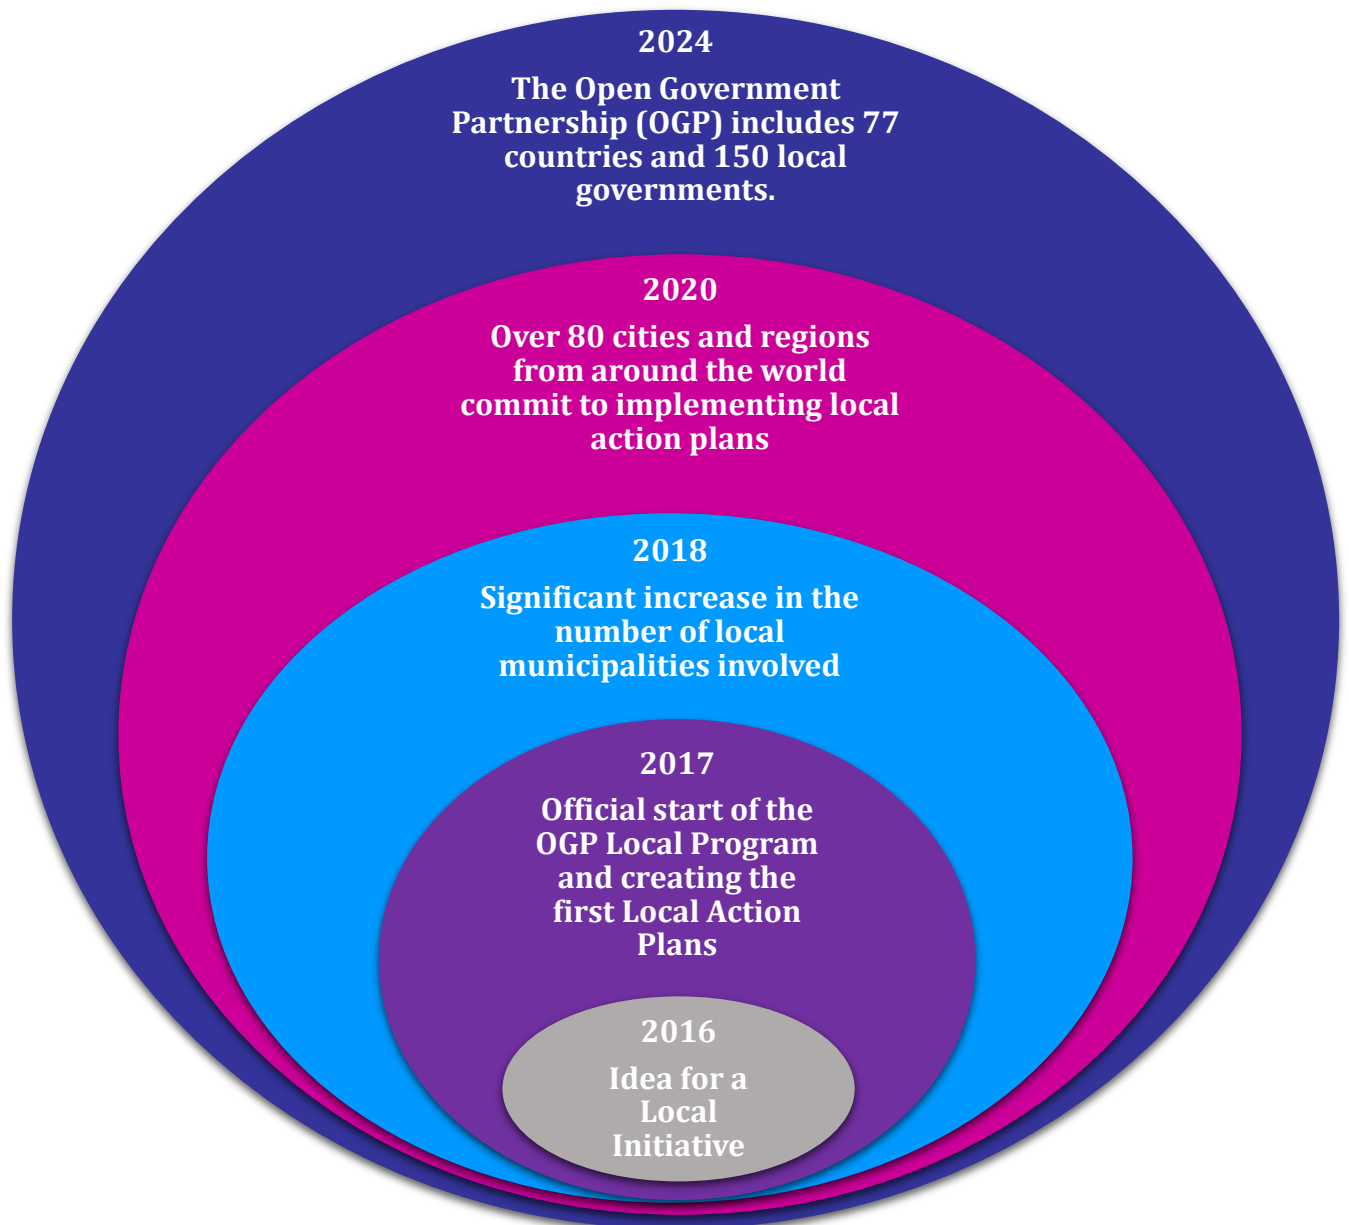 2024
The Open Government
Partnership (OGP) includes 77
countries and 150 local
governments.
2020
Over 80 cities and regions
from around the world
commit to implementing local
action plans
2018
Significant increase in the
number of local
municipalities involved
2017
Official start of the
OGP Local Program
and creating the
first Local Action
Plans
2016
Idea for a
Local
Initiative